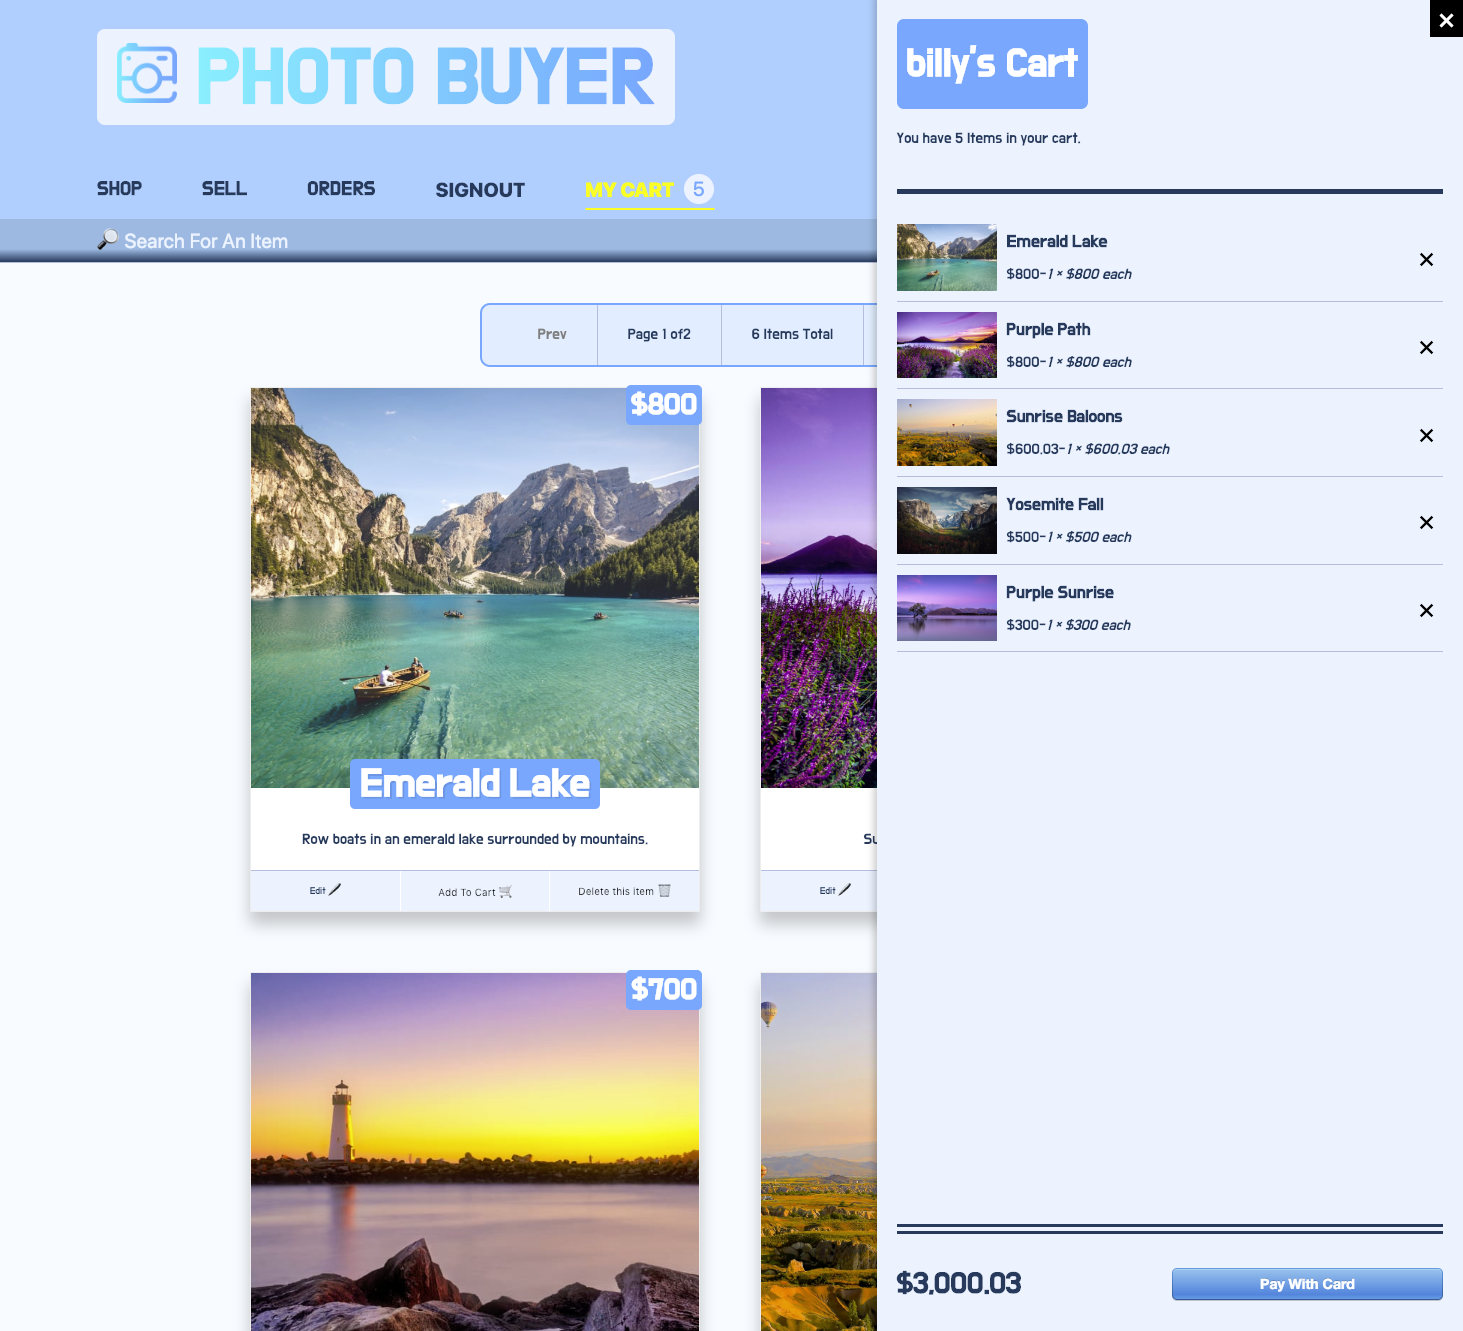 PHOTO BUYER
SHOP SELL ORDERS SIGNOUT MY CART 5
Search For An Item
Prev
Page 1 of2
6 Items Total
$800
Emerald Lake
Row boats in an emerald lake surrounded by mountains.
Edit
Add To Cart
Delete this item
Su
Edit
$700
billy's Cart
You have 5 Items in your cart.
Emerald Lake
$800-1 × $800 each
Purple Path
$800-1 × $800 each
Sunrise Baloons
$600.03-1 × $600.03 each
Yosemite Fall
$500-1 × $500 each
Purple Sunrise
$300-1 × $300 each
$3,000.03
Pay With Card